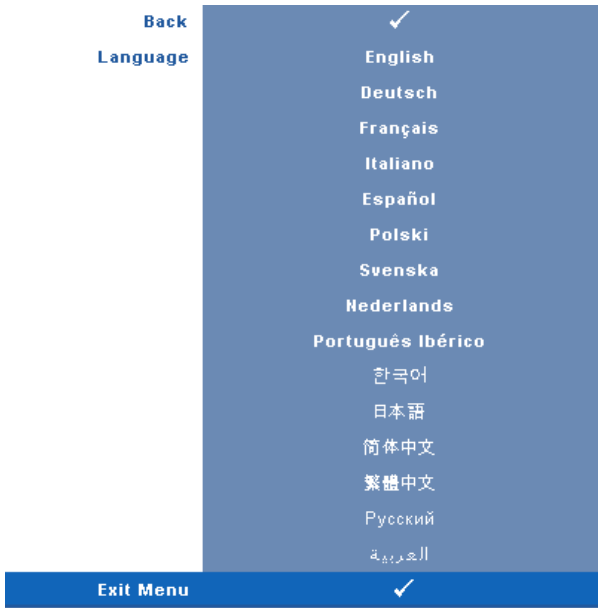 Back ✓
Language English
Deutsch
Français
Italiano
Español
Polski
Svenska
Nederlands
Português Ibérico
한국어
日本語
简体中文
繁體中文
Русский
العربية
Exit Menu ✓